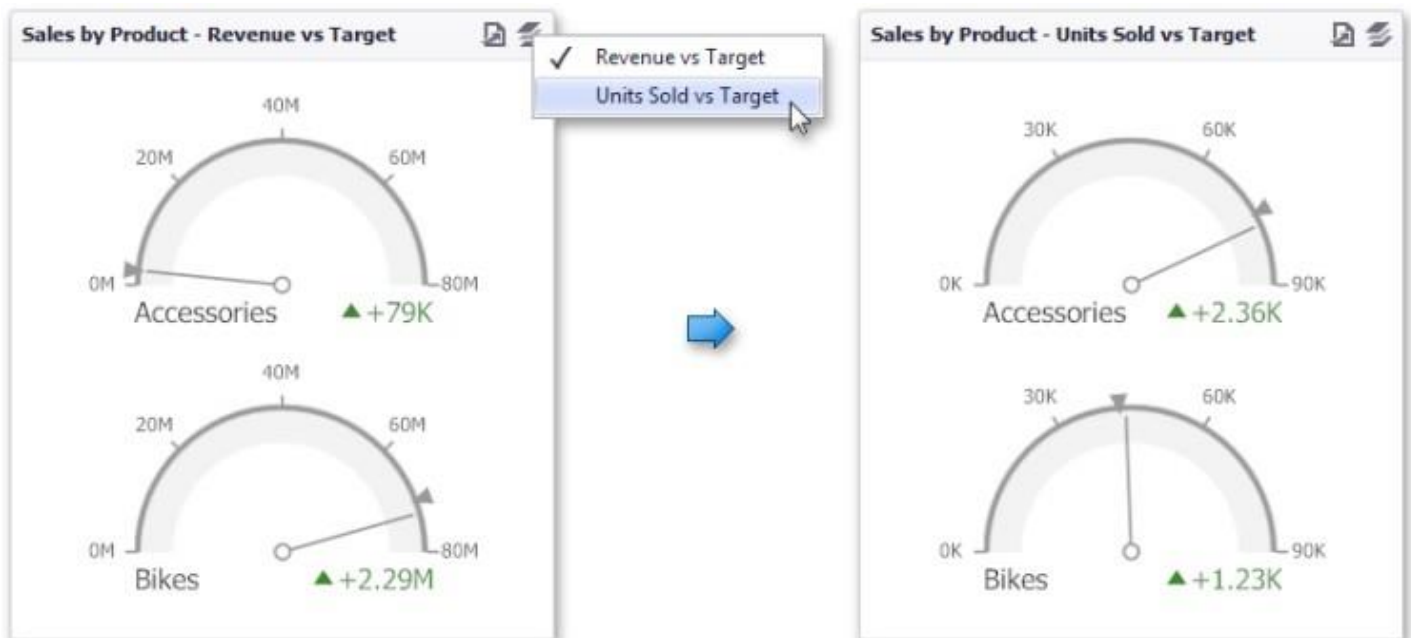 Sales by Product - Revenue vs Target
Revenue vs Target
Units Sold vs Target
40M
20M
60M
0M
80M
Accessories
+79K
40M
20M
60M
0M
80M
Bikes
+2.29M
Sales by Product - Units Sold vs Target
30K
60K
0K
90K
Accessories
+2.36K
30K
60K
0K
90K
Bikes
+1.23K